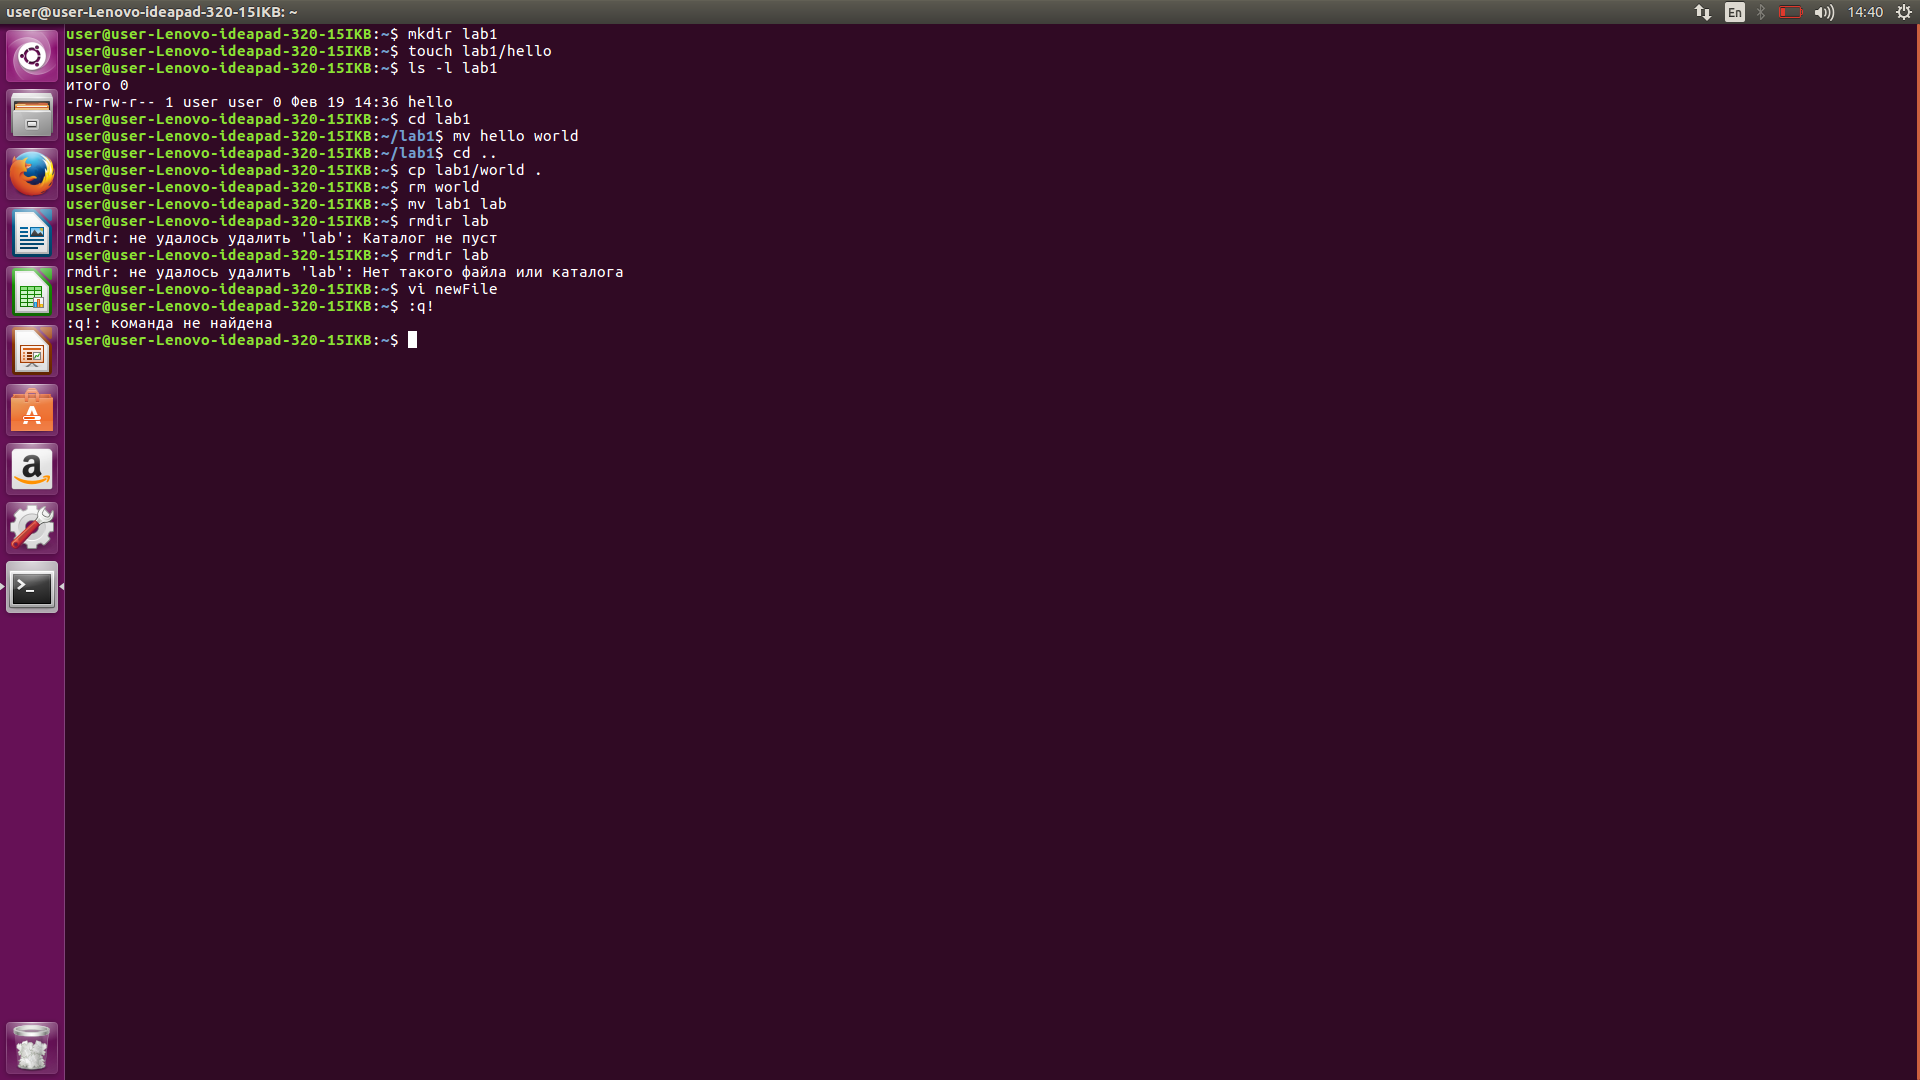 user@user-Lenovo-ideapad-320-15IKB: ~
En
14:40
user@user-Lenovo-ideapad-320-15IKB:~$ mkdir lab1
user@user-Lenovo-ideapad-320-15IKB:~$ touch lab1/hello
user@user-Lenovo-ideapad-320-15IKB:~$ ls -l lab1
итого 0
-rw-rw-r-- 1 user user 0 Фев 19 14:36 hello
user@user-Lenovo-ideapad-320-15IKB:~$ cd lab1
user@user-Lenovo-ideapad-320-15IKB:~/lab1$ mv hello world
user@user-Lenovo-ideapad-320-15IKB:~/lab1$ cd ..
user@user-Lenovo-ideapad-320-15IKB:~$ cp lab1/world .
user@user-Lenovo-ideapad-320-15IKB:~$ rm world
user@user-Lenovo-ideapad-320-15IKB:~$ mv lab1 lab
user@user-Lenovo-ideapad-320-15IKB:~$ rmdir lab
rmdir: не удалось удалить 'lab': Каталог не пуст
user@user-Lenovo-ideapad-320-15IKB:~$ rmdir lab
rmdir: не удалось удалить 'lab': Нет такого файла или каталога
user@user-Lenovo-ideapad-320-15IKB:~$ vi newFile
user@user-Lenovo-ideapad-320-15IKB:~$ :q!
:q!: команда не найдена
user@user-Lenovo-ideapad-320-15IKB:~$